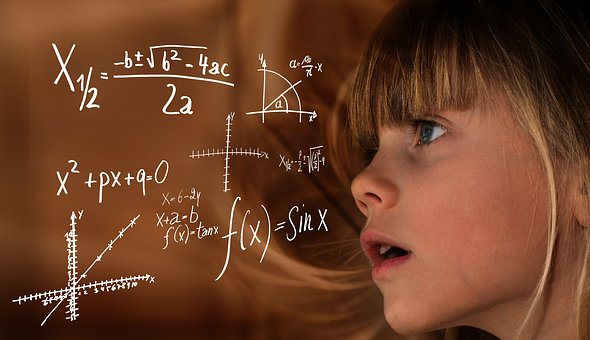 X₁/₂ = (-b ± √(b² - 4ac)) / 2a
y
x
a
y
x
x² + px + q = 0
x = 6 - 2y
x + a = b
f(x) = tan x
f(x) = Sin x
y
x